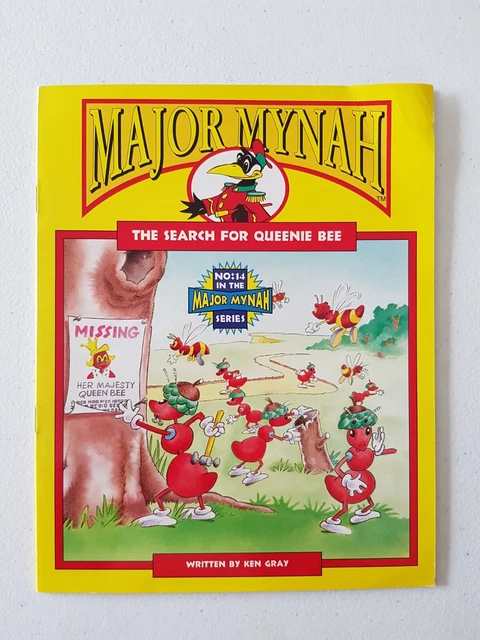 MAJOR MYNAH
TM
THE SEARCH FOR QUEENIE BEE
NO:14
IN THE
MAJOR MYNAH
SERIES
MISSING
HER MAJESTY
QUEEN BEE
WRITTEN BY KEN GRAY